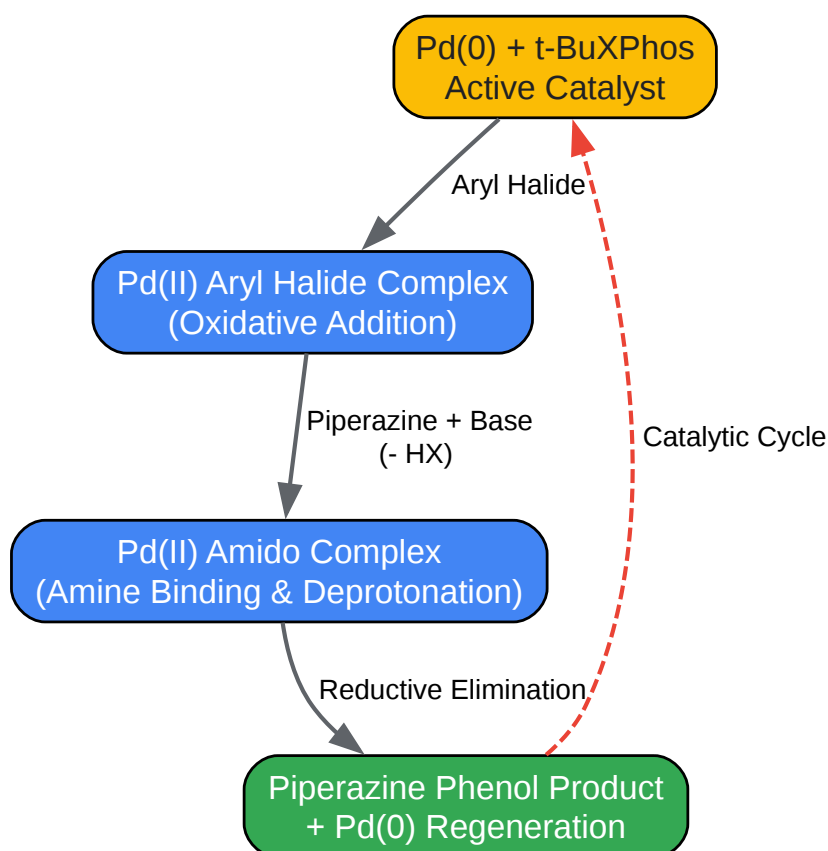 Pd(0) + t-BuXPhos
Active Catalyst
Aryl Halide
Pd(II) Aryl Halide Complex
(Oxidative Addition)
Piperazine + Base
(- HX)
Catalytic Cycle
Pd(II) Amido Complex
(Amine Binding & Deprotonation)
Reductive Elimination
Piperazine Phenol Product
+ Pd(0) Regeneration